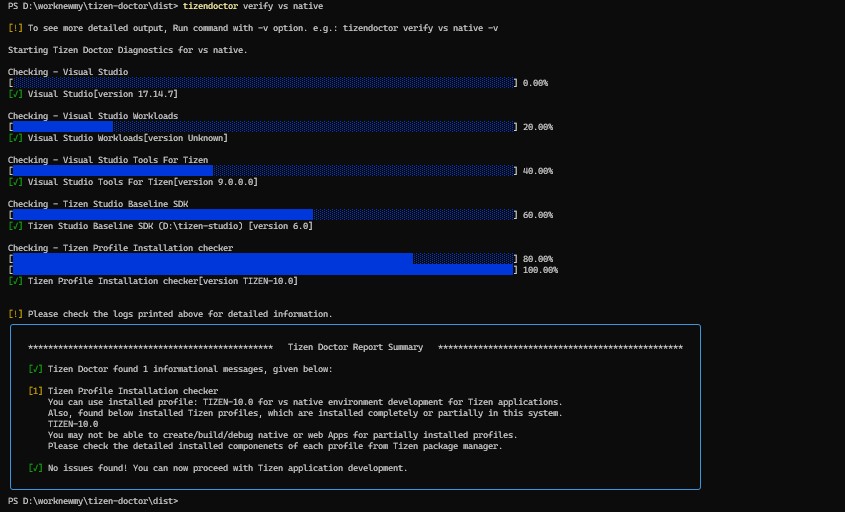 PS D:\worknewmy\tizen-doctor\dist> tizendoctor verify vs native
[!] To see more detailed output, Run command with -v option. e.g.: tizendoctor verify vs native -v
Starting Tizen Doctor Diagnostics for vs native.
Checking - Visual Studio
[ ] 0.00%
[√] Visual Studio[version 17.14.7]
Checking - Visual Studio Workloads
[ ] 20.00%
[√] Visual Studio Workloads[version Unknown]
Checking - Visual Studio Tools For Tizen
[ ] 40.00%
[√] Visual Studio Tools For Tizen[version 9.0.0.0]
Checking - Tizen Studio Baseline SDK
[ ] 60.00%
[√] Tizen Studio Baseline SDK (D:\tizen-studio) [version 6.0]
Checking - Tizen Profile Installation checker
[ ] 80.00%
[ ] 100.00%
[√] Tizen Profile Installation checker[version TIZEN-10.0]
[!] Please check the logs printed above for detailed information.
************************************************* Tizen Doctor Report Summary *************************************************
[√] Tizen Doctor found 1 informational messages, given below:
[1] Tizen Profile Installation checker
You can use installed profile: TIZEN-10.0 for vs native environment development for Tizen applications.
Also, found below installed Tizen profiles, which are installed completely or partially in this system.
TIZEN-10.0
You may not be able to create/build/debug native or web Apps for partially installed profiles.
Please check the detailed installed componenets of each profile from Tizen package manager.
[√] No issues found! You can now proceed with Tizen application development.
PS D:\worknewmy\tizen-doctor\dist>